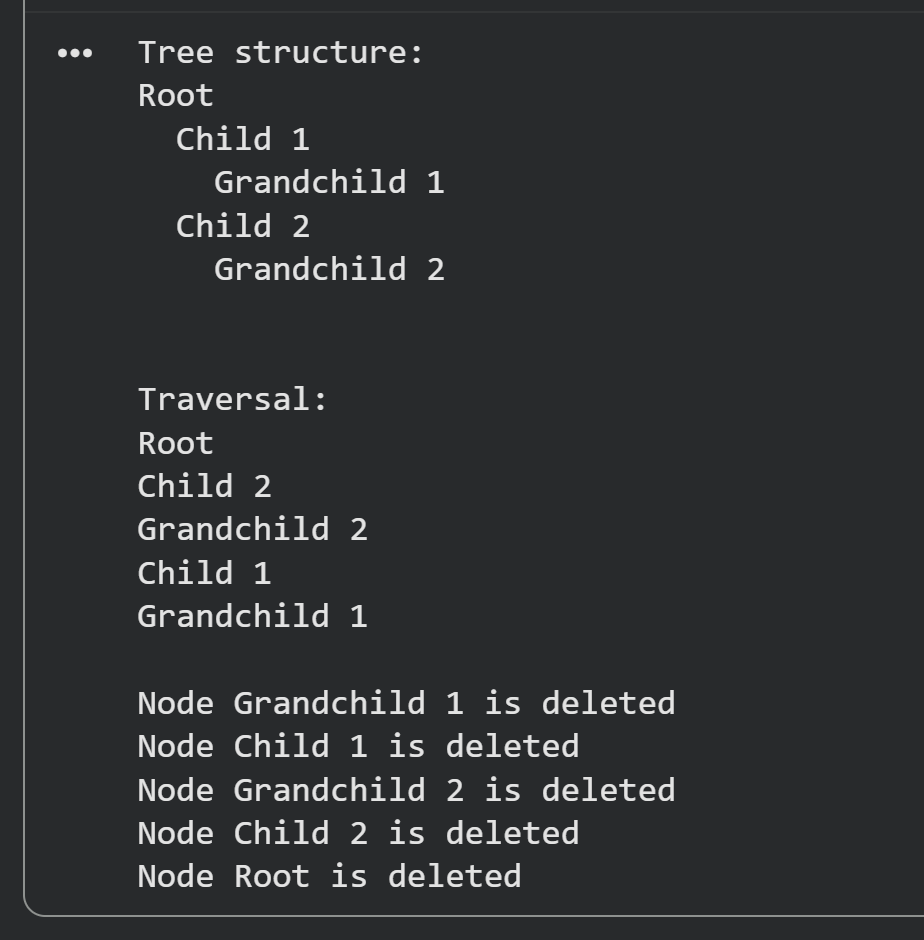 Tree structure:
Root
  Child 1
    Grandchild 1
  Child 2
    Grandchild 2

Traversal:
Root
Child 2
Grandchild 2
Child 1
Grandchild 1

Node Grandchild 1 is deleted
Node Child 1 is deleted
Node Grandchild 2 is deleted
Node Child 2 is deleted
Node Root is deleted